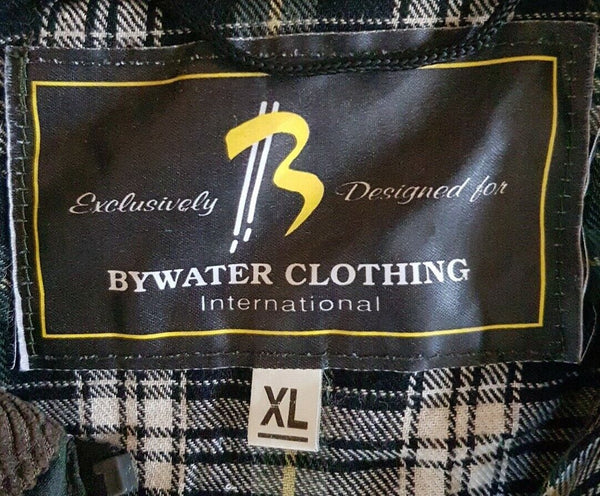 B
Exclusively Designed for
BYWATER CLOTHING
International
XL